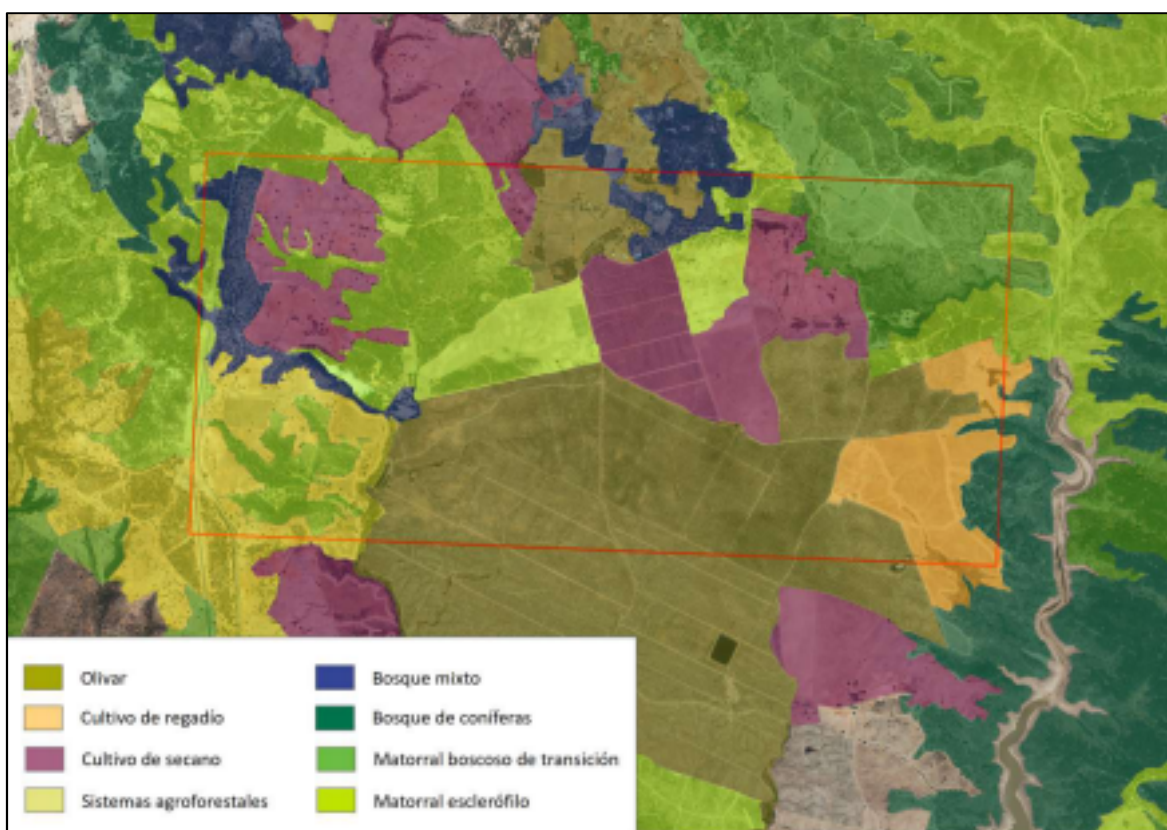 Olivar
Cultivo de regadío
Cultivo de secano
Sistemas agroforestales
Bosque mixto
Bosque de coníferas
Matorral boscoso de transición
Matorral esclerófilo